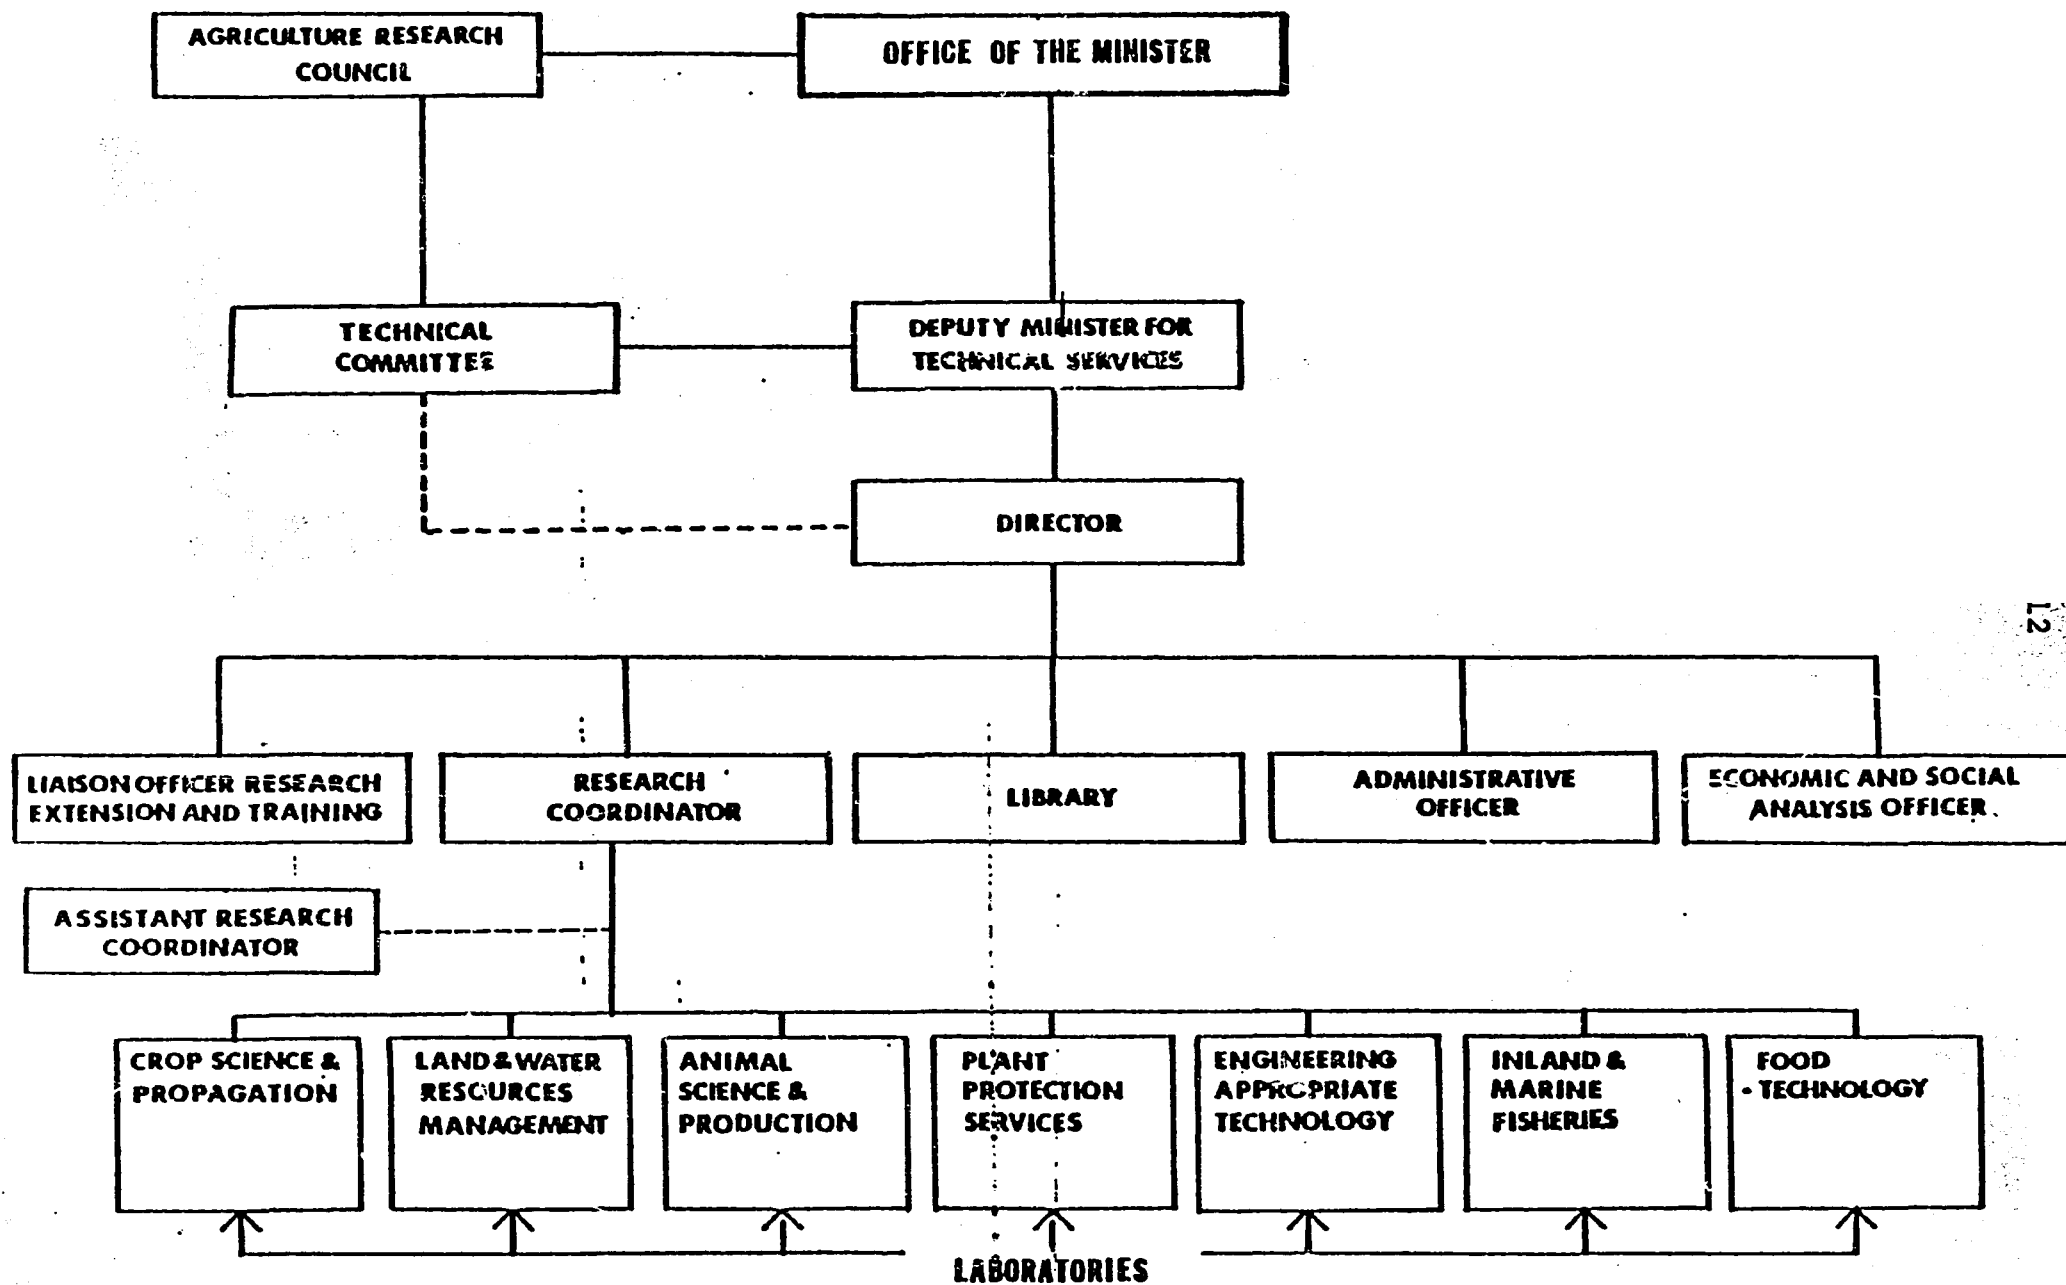 AGRICULTURE RESEARCH
COUNCIL
OFFICE OF THE MINISTER
TECHNICAL
COMMITTEE
DEPUTY MINISTER FOR
TECHNICAL SERVICES
DIRECTOR
12
LIAISON OFFICER RESEARCH
EXTENSION AND TRAINING
RESEARCH
COORDINATOR
LIBRARY
ADMINISTRATIVE
OFFICER
ECONOMIC AND SOCIAL
ANALYSIS OFFICER.
ASSISTANT RESEARCH
COORDINATOR
CROP SCIENCE &
PROPAGATION
LAND & WATER
RESOURCES
MANAGEMENT
ANIMAL
SCIENCE &
PRODUCTION
PLANT
PROTECTION
SERVICES
ENGINEERING
APPROPRIATE
TECHNOLOGY
INLAND &
MARINE
FISHERIES
FOOD
TECHNOLOGY
LABORATORIES